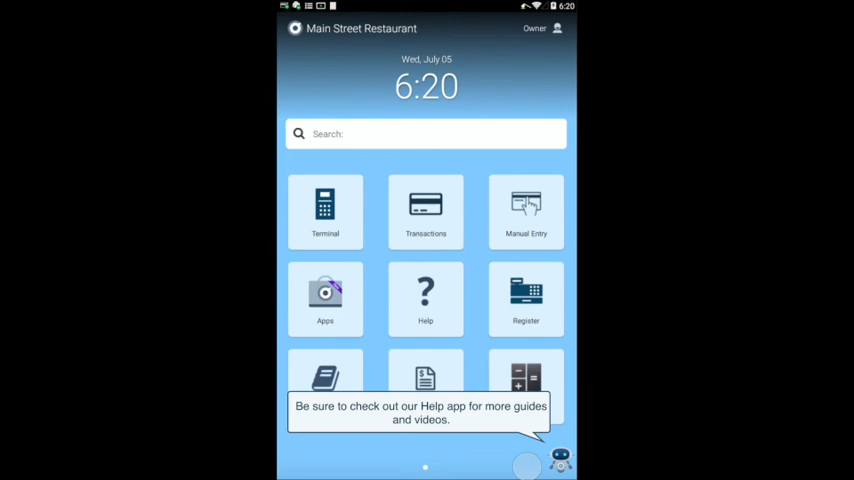 6:20
Main Street Restaurant
Owner
Wed, July 05
6:20
Search:
Terminal
Transactions
Manual Entry
Apps
Help
Register
Be sure to check out our Help app for more guides
and videos.